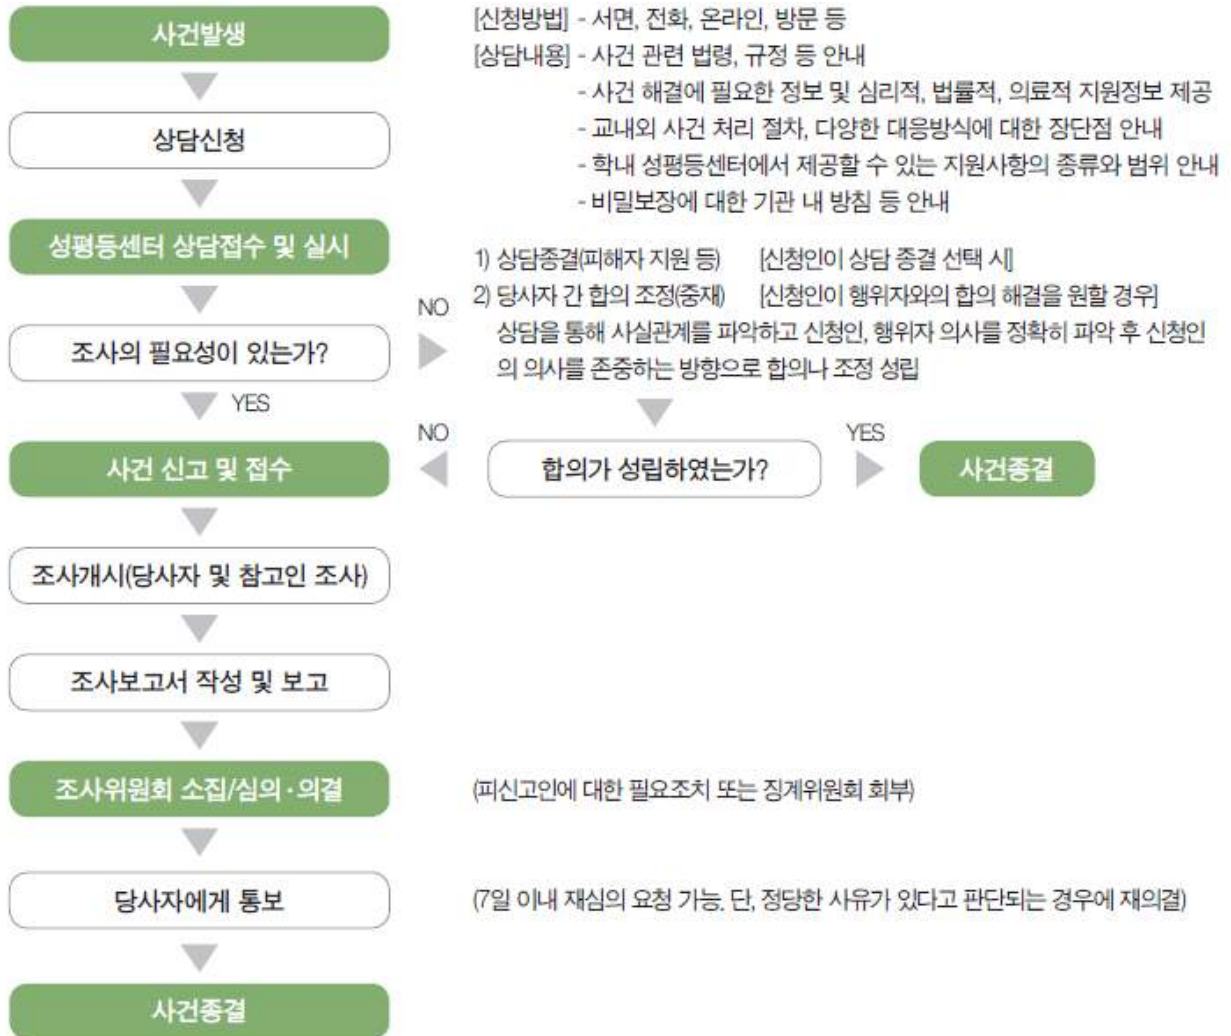 사건발생
[신청방법] - 서면, 전화, 온라인, 방문 등
[상담내용] - 사건 관련 법령, 규정 등 안내
- 사건 해결에 필요한 정보 및 심리적, 법률적, 의료적 지원정보 제공
- 교내외 사건 처리 절차, 다양한 대응방식에 대한 장단점 안내
- 학내 성평등센터에서 제공할 수 있는 지원사항의 종류와 범위 안내
- 비밀보장에 대한 기관 내 방침 등 안내
상담신청
성평등센터 상담접수 및 실시
조사의 필요성이 있는가?
NO
1) 상담종결(피해자 지원 등) [신청인이 상담 종결 선택 시]
2) 당사자 간 합의 조정(중재) [신청인이 행위자와의 합의 해결을 원할 경우]
상담을 통해 사실관계를 파악하고 신청인, 행위자 의사를 정확히 파악 후 신청인
의 의사를 존중하는 방향으로 합의나 조정 성립
YES
사건 신고 및 접수
NO
합의가 성립하였는가?
YES
사건종결
조사개시(당사자 및 참고인 조사)
조사보고서 작성 및 보고
조사위원회 소집/심의·의결
(피신고인에 대한 필요조치 또는 징계위원회 회부)
당사자에게 통보
(7일 이내 재심의 요청 가능. 단, 정당한 사유가 있다고 판단되는 경우에 재의결)
사건종결